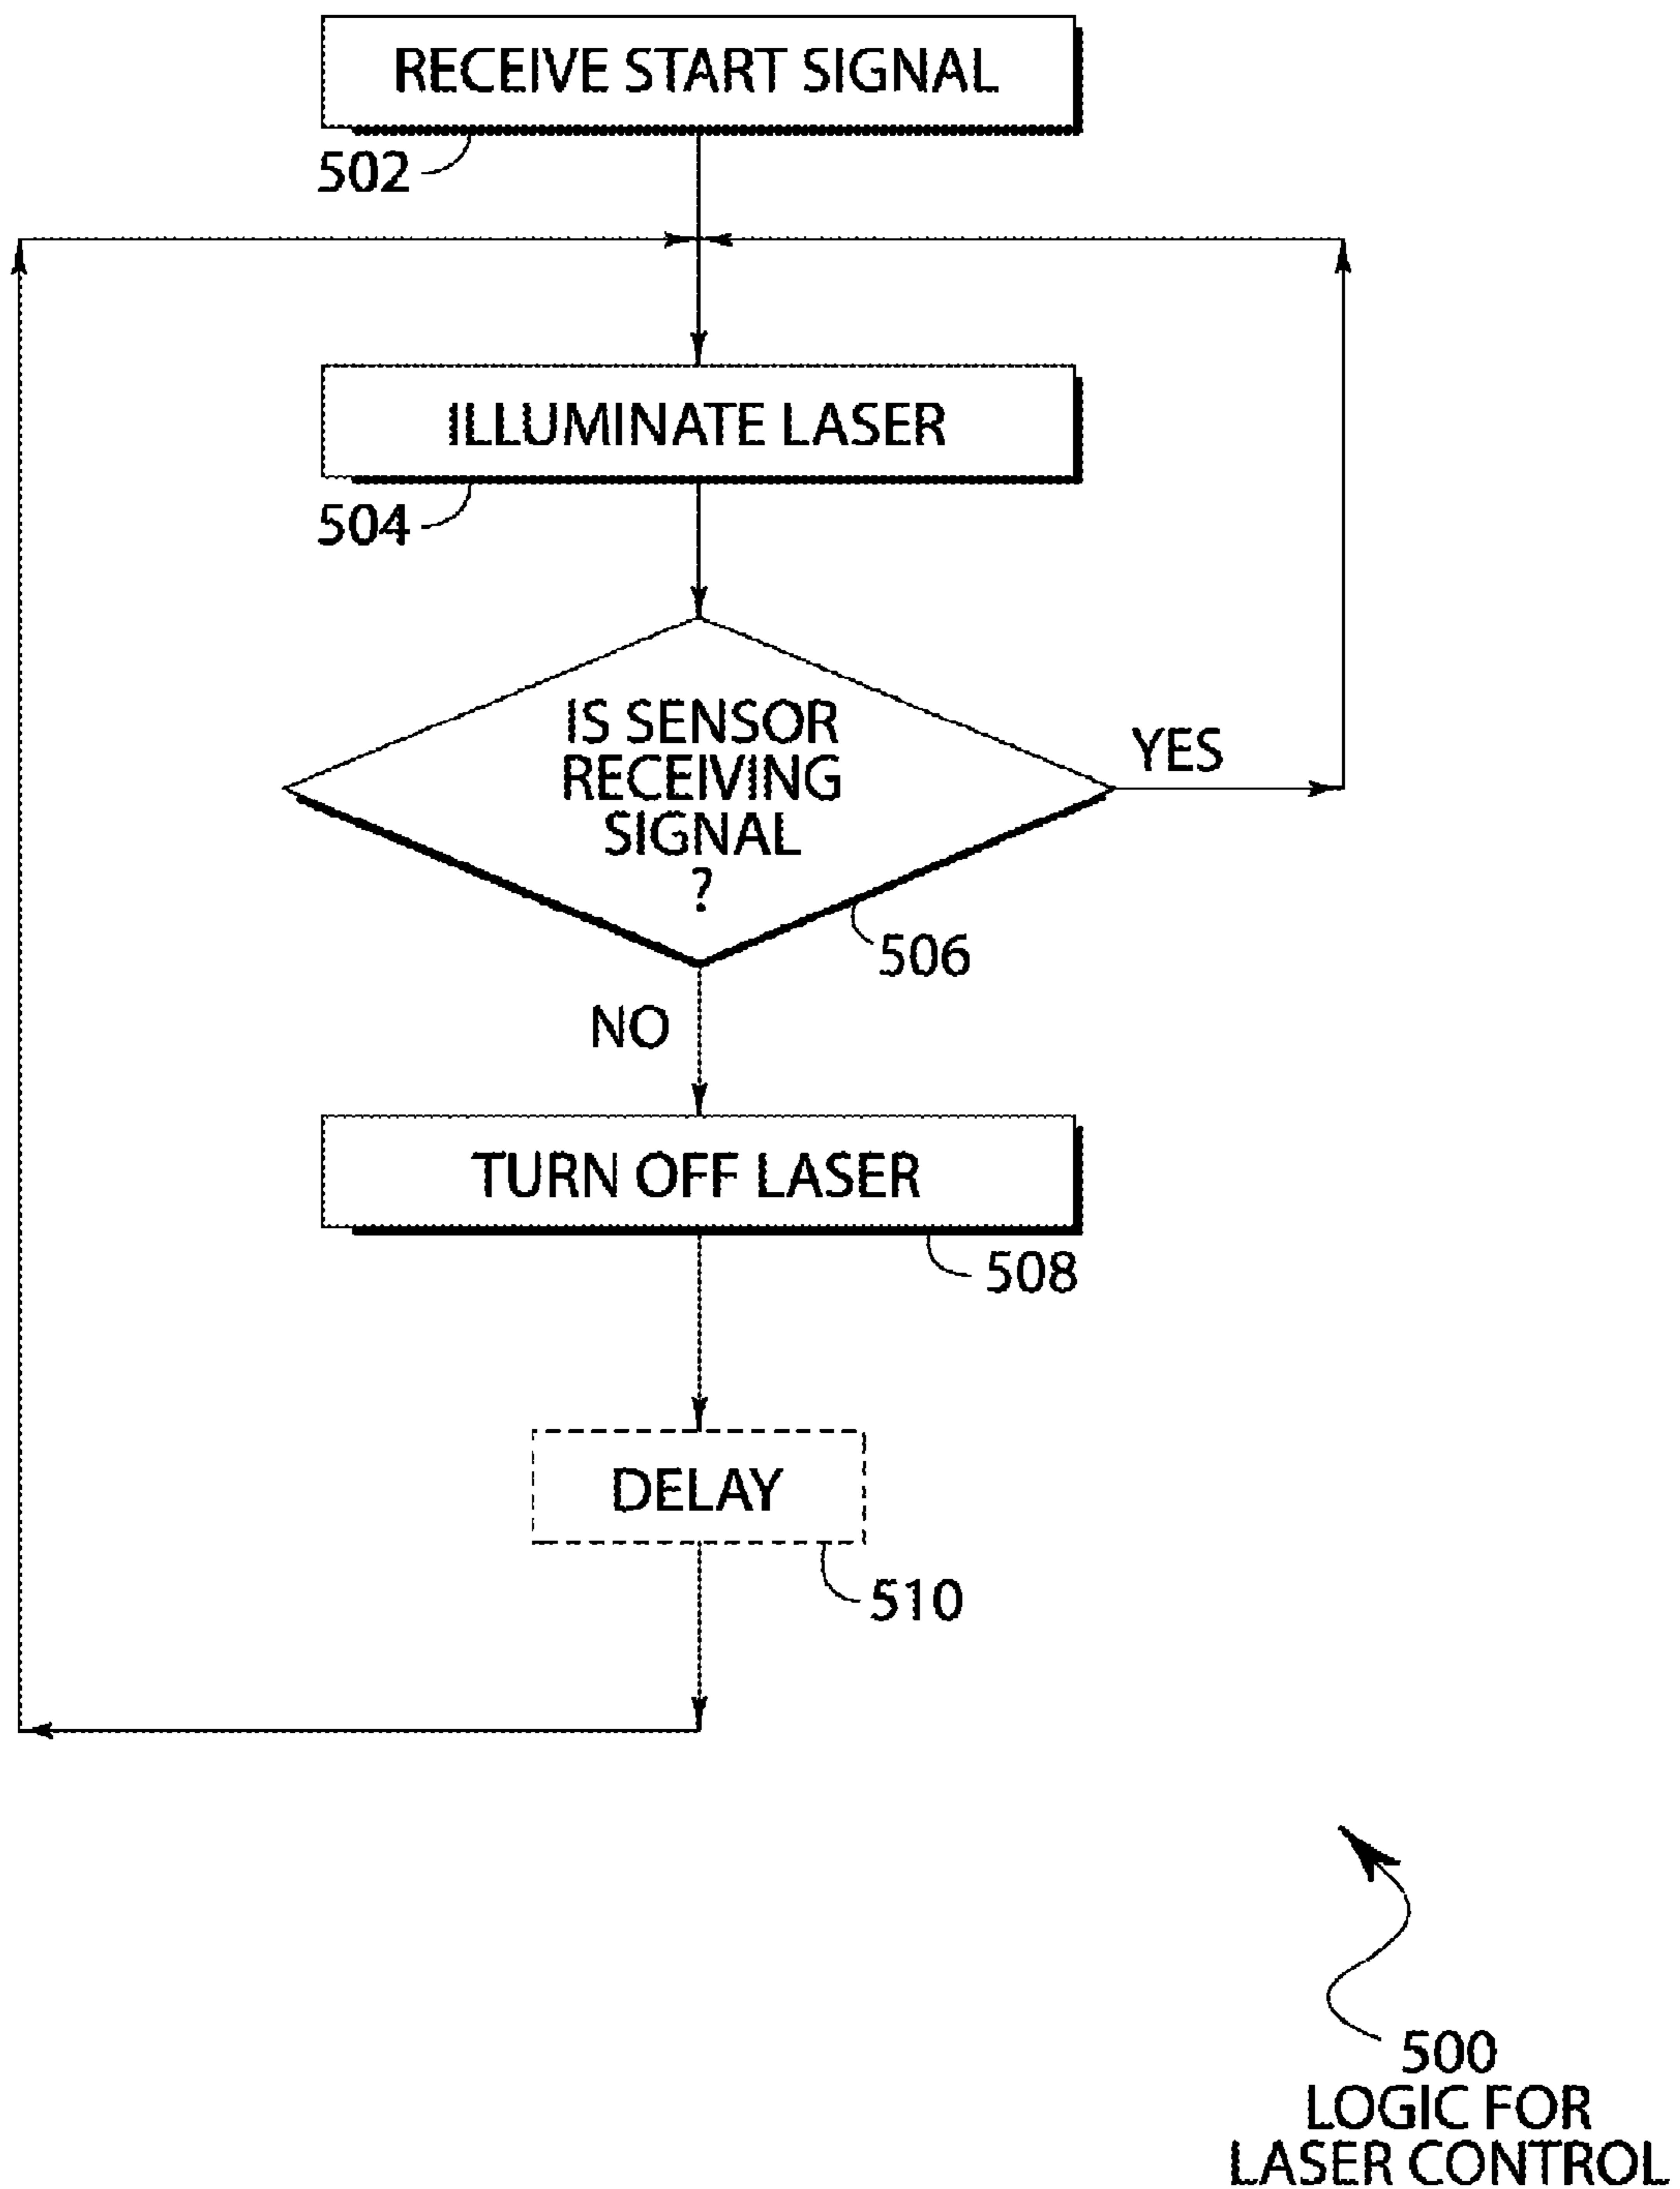 RECEIVE START SIGNAL
502
ILLUMINATE LASER
504
IS SENSOR
RECEIVING
SIGNAL
?
YES
506
NO
TURN OFF LASER
508
DELAY
510
500
LOGIC FOR
LASER CONTROL